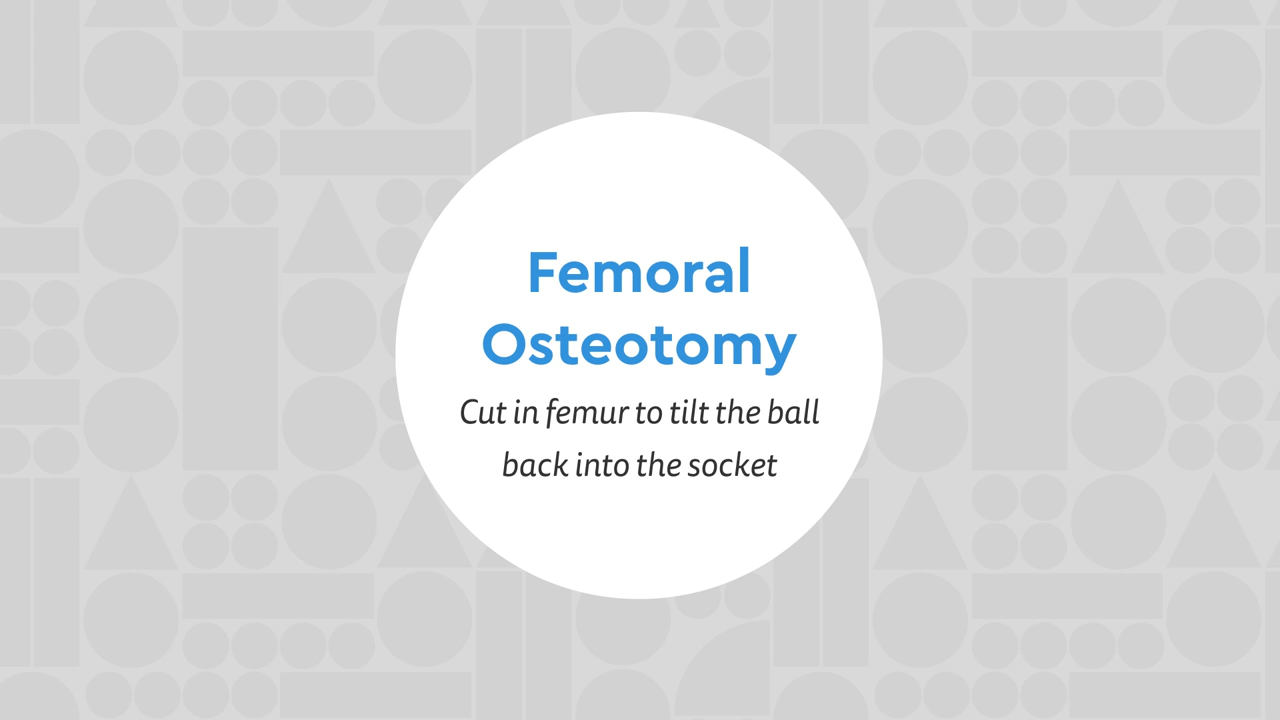 Femoral
Osteotomy
Cut in femur to tilt the ball
back into the socket